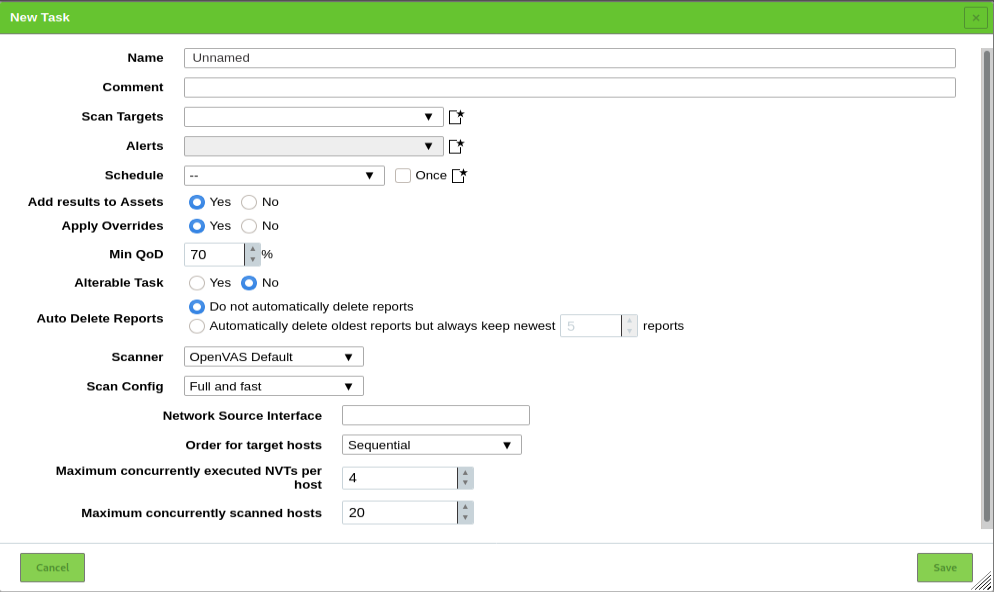 New Task
Name Unnamed
Comment
Scan Targets
Alerts
Schedule -- Once
Add results to Assets Yes No
Apply Overrides Yes No
Min QoD 70 %
Alterable Task Yes No
Auto Delete Reports
Do not automatically delete reports
Automatically delete oldest reports but always keep newest 5 reports
Scanner OpenVAS Default
Scan Config Full and fast
Network Source Interface
Order for target hosts Sequential
Maximum concurrently executed NVTs per
host
4
Maximum concurrently scanned hosts 20
Cancel Save